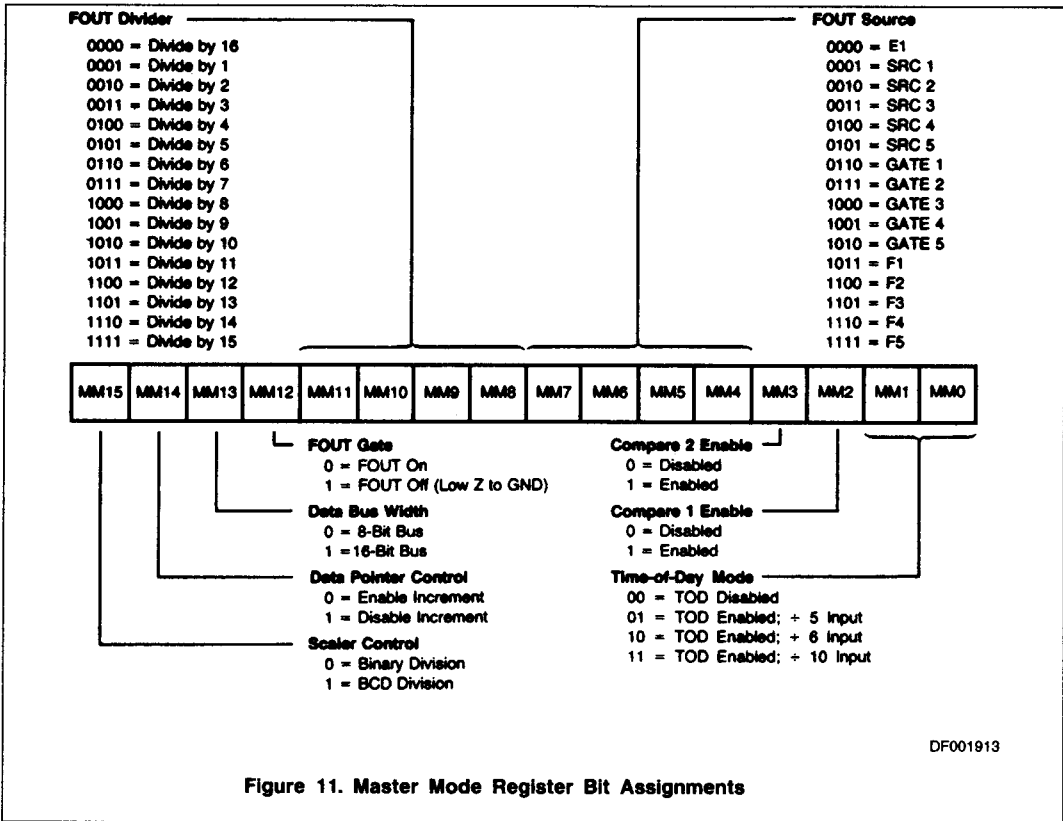 FOUT Divider
0000 = Divide by 16
0001 = Divide by 1
0010 = Divide by 2
0011 = Divide by 3
0100 = Divide by 4
0101 = Divide by 5
0110 = Divide by 6
0111 = Divide by 7
1000 = Divide by 8
1001 = Divide by 9
1010 = Divide by 10
1011 = Divide by 11
1100 = Divide by 12
1101 = Divide by 13
1110 = Divide by 14
1111 = Divide by 15
FOUT Source
0000 = E1
0001 = SRC 1
0010 = SRC 2
0011 = SRC 3
0100 = SRC 4
0101 = SRC 5
0110 = GATE 1
0111 = GATE 2
1000 = GATE 3
1001 = GATE 4
1010 = GATE 5
1011 = F1
1100 = F2
1101 = F3
1110 = F4
1111 = F5
MM15 MM14 MM13 MM12 MM11 MM10 MM9 MM8 MM7 MM6 MM5 MM4 MM3 MM2 MM1 MM0
FOUT Gate
0 = FOUT On
1 = FOUT Off (Low Z to GND)
Data Bus Width
0 = 8-Bit Bus
1 =16-Bit Bus
Data Pointer Control
0 = Enable Increment
1 = Disable Increment
Scaler Control
0 = Binary Division
1 = BCD Division
Compare 2 Enable
0 = Disabled
1 = Enabled
Compare 1 Enable
0 = Disabled
1 = Enabled
Time-of-Day Mode
00 = TOD Disabled
01 = TOD Enabled; ÷ 5 Input
10 = TOD Enabled; ÷ 6 Input
11 = TOD Enabled; ÷ 10 Input
DF001913
Figure 11. Master Mode Register Bit Assignments